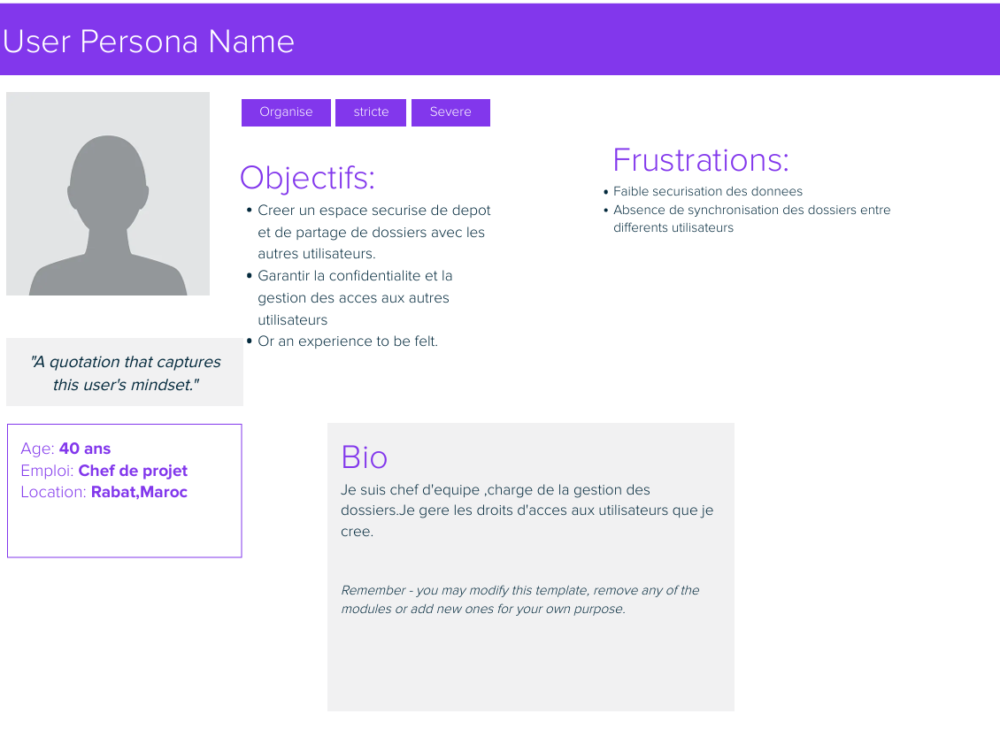 User Persona Name
Organise
stricte
Severe
Objectifs:
• Creer un espace securise de depot
et de partage de dossiers avec les
autres utilisateurs.
• Garantir la confidentialite et la
gestion des acces aux autres
utilisateurs
• Or an experience to be felt.
Frustrations:
• Faible securisation des donnees
• Absence de synchronisation des dossiers entre
differents utilisateurs
"A quotation that captures
this user's mindset."
Age: 40 ans
Emploi: Chef de projet
Location: Rabat,Maroc
Bio
Je suis chef d'equipe ,charge de la gestion des
dossiers.Je gere les droits d'acces aux utilisateurs que je
cree.
Remember - you may modify this template, remove any of the
modules or add new ones for your own purpose.